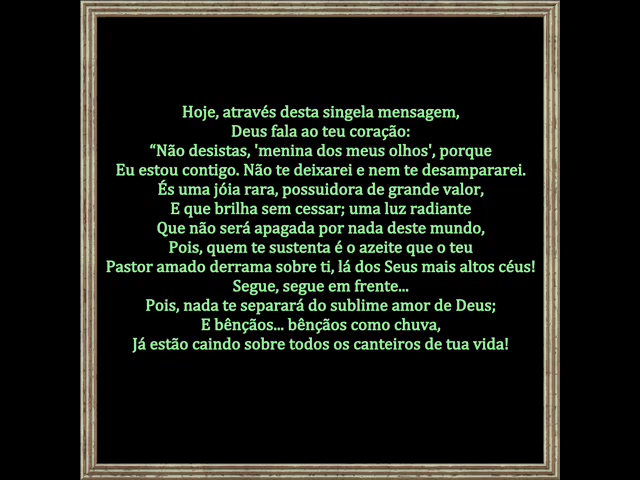 Hoje, através desta singela mensagem,
Deus fala ao teu coração:
“Não desistas, 'menina dos meus olhos', porque
Eu estou contigo. Não te deixarei e nem te desampararei.
És uma jóia rara, possuidora de grande valor,
E que brilha sem cessar; uma luz radiante
Que não será apagada por nada deste mundo,
Pois, quem te sustenta é o azeite que o teu
Pastor amado derrama sobre ti, lá dos Seus mais altos céus!
Segue, segue em frente...
Pois, nada te separará do sublime amor de Deus;
E bênçãos... bênçãos como chuva,
Já estão caindo sobre todos os canteiros de tua vida!